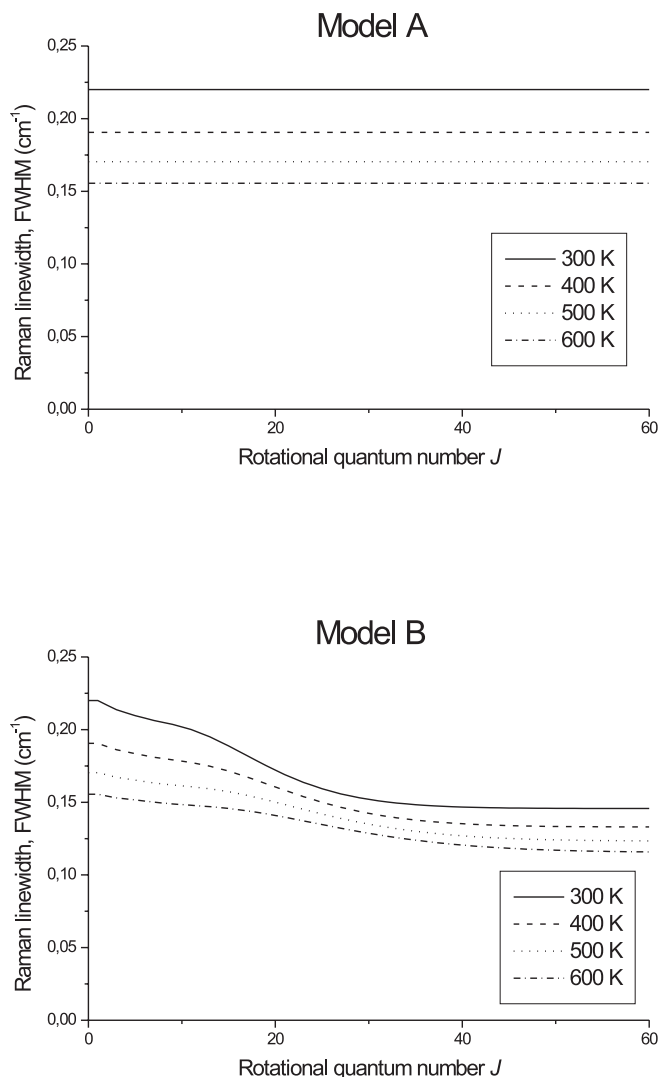 Model A
0,25
0,20
0,15
0,10
0,05
0,00
Raman linewidth, FWHM (cm⁻¹)
300 K
400 K
500 K
600 K
0 20 40 60
Rotational quantum number J
Model B
0,25
0,20
0,15
0,10
0,05
0,00
Raman linewidth, FWHM (cm⁻¹)
300 K
400 K
500 K
600 K
0 20 40 60
Rotational quantum number J